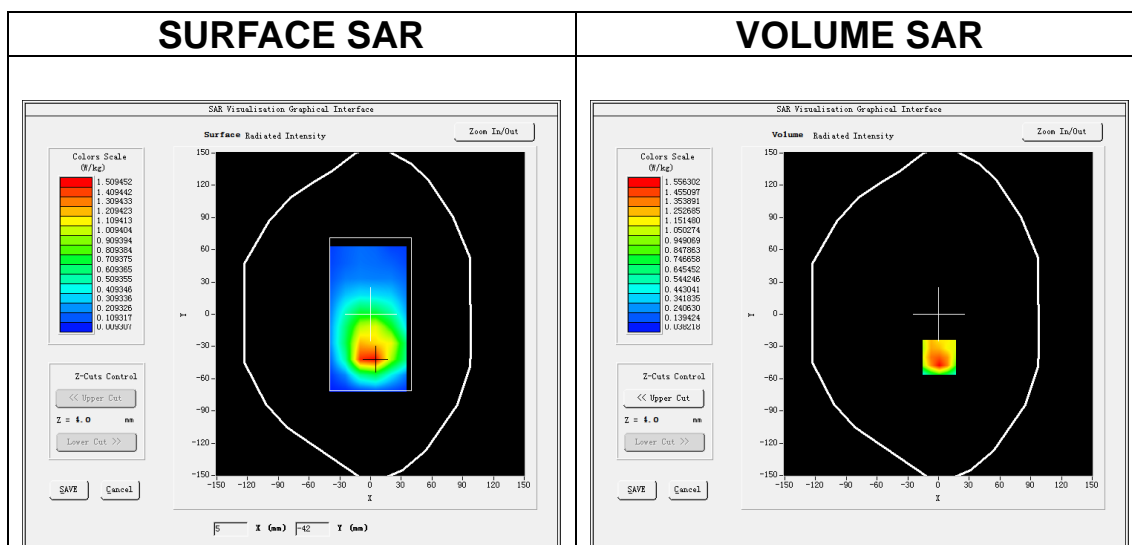 SURFACE SAR
VOLUME SAR
SAR Visualisation Graphical Interface
Surface Radiated Intensity
Zoom In/Out
Colors Scale
(W/kg)
1.509452
1.409442
1.309433
1.209423
1.109413
1.009404
0.909394
0.809384
0.709375
0.609365
0.509355
0.409346
0.309336
0.209326
0.109317
0.009307
Z-Cuts Control
<< Upper Cut
Z = 4.0 mm
Lower Cut >>
SAVE Cancel
150
120
90
60
30
0
-30
-60
-90
-120
-150
Y
-150 -120 -90 -60 -30 0 30 60 90 120 150
X
5 X (mm) -42 Y (mm)
SAR Visualisation Graphical Interface
Volume Radiated Intensity
Zoom In/Out
Colors Scale
(W/kg)
1.556302
1.455097
1.353891
1.252685
1.151480
1.050274
0.949069
0.847863
0.746658
0.645452
0.544246
0.443041
0.341835
0.240630
0.139424
0.038218
Z-Cuts Control
<< Upper Cut
Z = 4.0 mm
Lower Cut >>
SAVE Cancel
150
120
90
60
30
0
-30
-60
-90
-120
-150
Y
-150 -120 -90 -60 -30 0 30 60 90 120 150
X